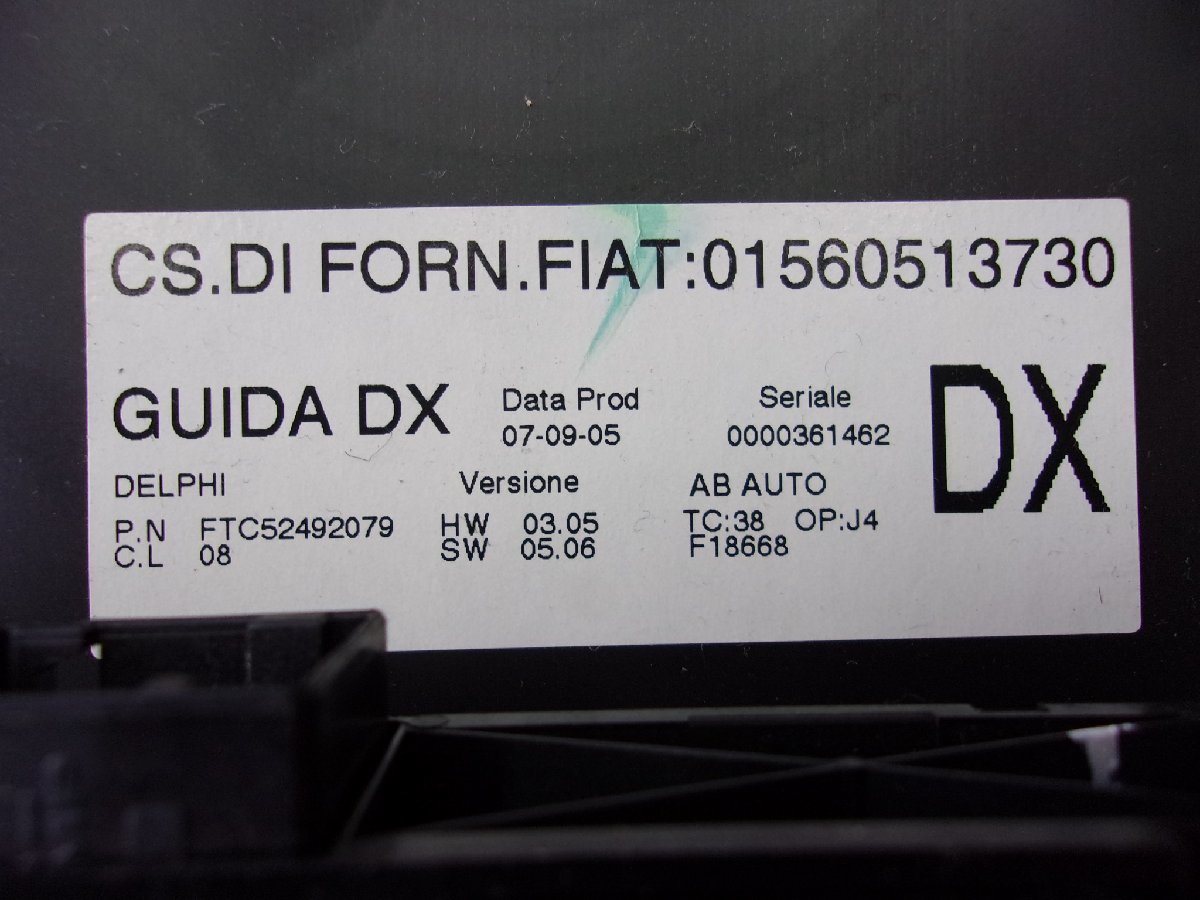 CS.DI FORN.FIAT:01560513730
GUIDA DX
Data Prod
07-09-05
Seriale
0000361462
DX
DELPHI
Versione
AB AUTO
P.N FTC52492079
HW 03.05
TC:38 OP:J4
C.L 08
SW 05.06
F18668